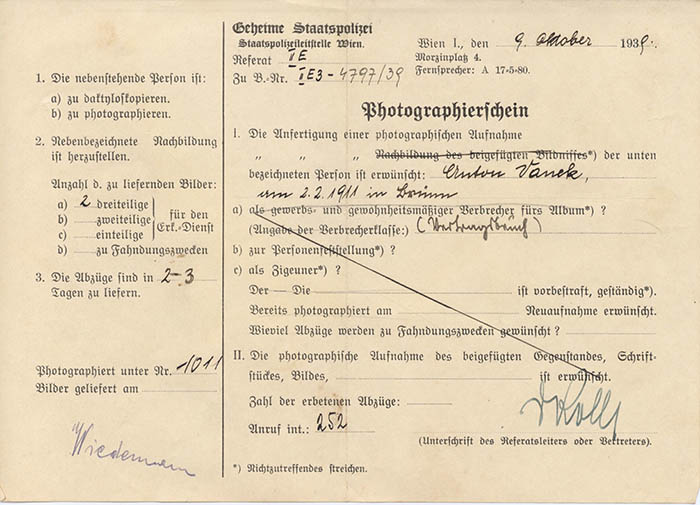 1. Die nebenstehende Person ist:
a) zu daktyloskopieren.
b) zu photographieren.
2. Nebenbezeichnete Nachbildung
ist herzustellen.
Anzahl d. zu liefernden Bilder:
a) 2 dreiteilige
b) zweiteilige
c) einteilige
für den
Erk.-Dienst
d) zu Fahndungszwecken
3. Die Abzüge sind in 2-3
Tagen zu liefern.
Photographiert unter Nr. 1011
Bilder geliefert am
Wiedemann
Geheime Staatspolizei
Staatspolizeileitstelle Wien.
Referat II E
Zu B.-Nr. II E3 - 4797/39
Wien I., den 9. Oktober 1939.
Morzinplatz 4.
Fernsprecher: A 17-5-80.
Photographierschein
I. Die Anfertigung einer photographischen Aufnahme
" " " Nachbildung des beigefügten Bildnisses*) der unten
bezeichneten Person ist erwünscht: Anton Vanek,
am 2.2.1911 in Brünn
a) als gewerbs- und gewohnheitsmäßiger Verbrecher fürs Album*) ?
(Angabe der Verbrecherklasse:) (Vertragsbruch)
b) zur Personenfeststellung*) ?
c) als Zigeuner*) ?
Der — Die ist vorbestraft, geständig*).
Bereits photographiert am Neuaufnahme erwünscht.
Wieviel Abzüge werden zu Fahndungszwecken gewünscht ?
II. Die photographische Aufnahme des beigefügten Gegenstandes, Schrift-
stückes, Bildes, ist erwünscht.
Zahl der erbetenen Abzüge:
Anruf int.: 252
(Unterschrift des Referatsleiters oder Vertreters).
*) Nichtzutreffendes streichen.